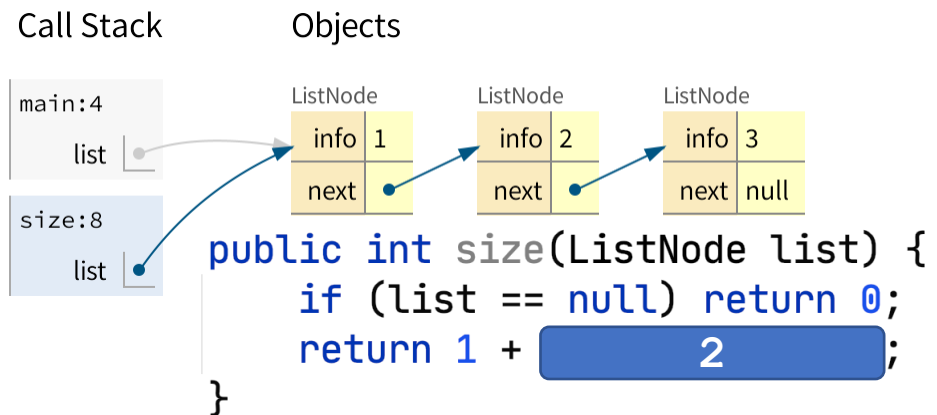 Call Stack
Objects
main:4
list
size:8
list
ListNode
info 1
next
ListNode
info 2
next
ListNode
info 3
next null
public int size(ListNode list) {
if (list == null) return 0;
return 1 + 2;
}